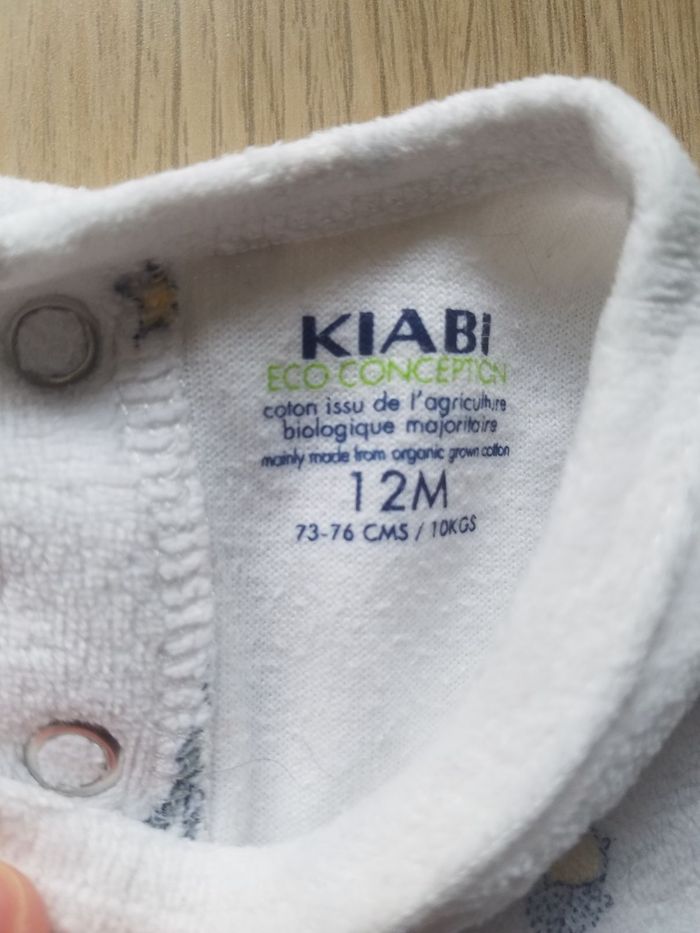 KIABI
ECO CONCEPTION
coton issu de l'agriculture
biologique majoritaire
mainly made from organic grown cotton
12M
73-76 CMS / 10KGS